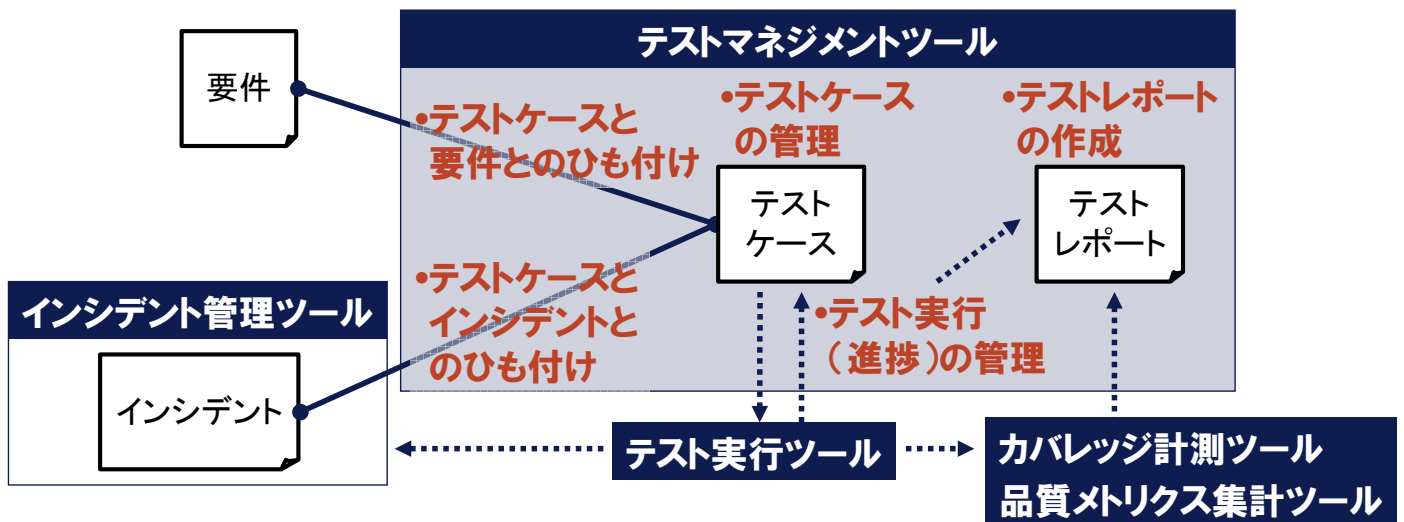 テストマネジメントツール
要件
•テストケースと
要件とのひも付け
•テストケース
の管理
•テストレポート
の作成
テスト
ケース
テスト
レポート
•テストケースと
インシデントと
のひも付け
•テスト実行
（進捗）の管理
インシデント管理ツール
インシデント
テスト実行ツール
カバレッジ計測ツール
品質メトリクス集計ツール